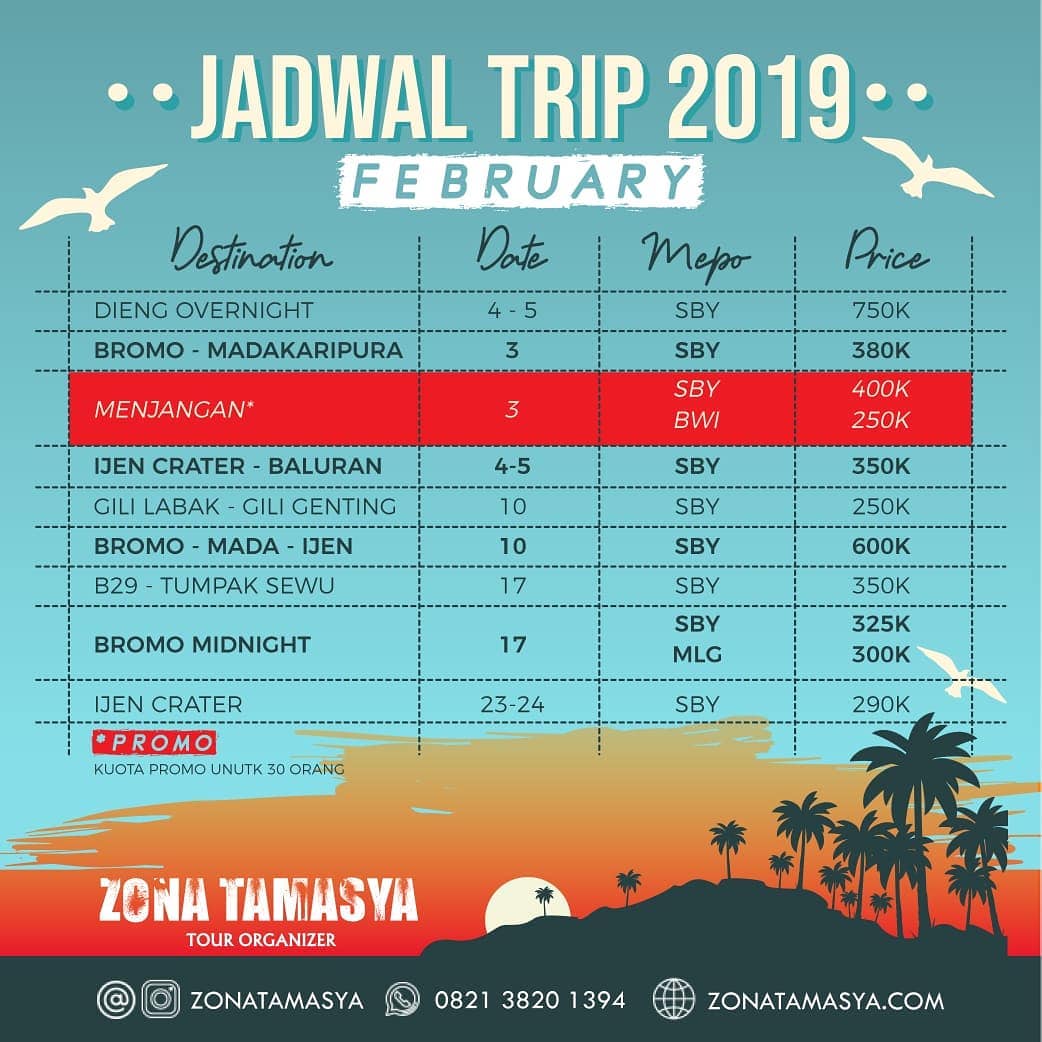 JADWAL TRIP 2019
FEBRUARY
Destination Date Mepo Price
DIENG OVERNIGHT 4 - 5 SBY 750K
BROMO - MADAKARIPURA 3 SBY 380K
MENJANGAN* 3 SBY 400K
BWI 250K
IJEN CRATER - BALURAN 4-5 SBY 350K
GILI LABAK - GILI GENTING 10 SBY 250K
BROMO - MADA - IJEN 10 SBY 600K
B29 - TUMPAK SEWU 17 SBY 350K
BROMO MIDNIGHT 17 SBY 325K
MLG 300K
IJEN CRATER 23-24 SBY 290K
*PROMO
KUOTA PROMO UNUTK 30 ORANG
ZONA TAMASYA
TOUR ORGANIZER
@ ZONATAMASYA 0821 3820 1394 ZONATAMASYA.COM